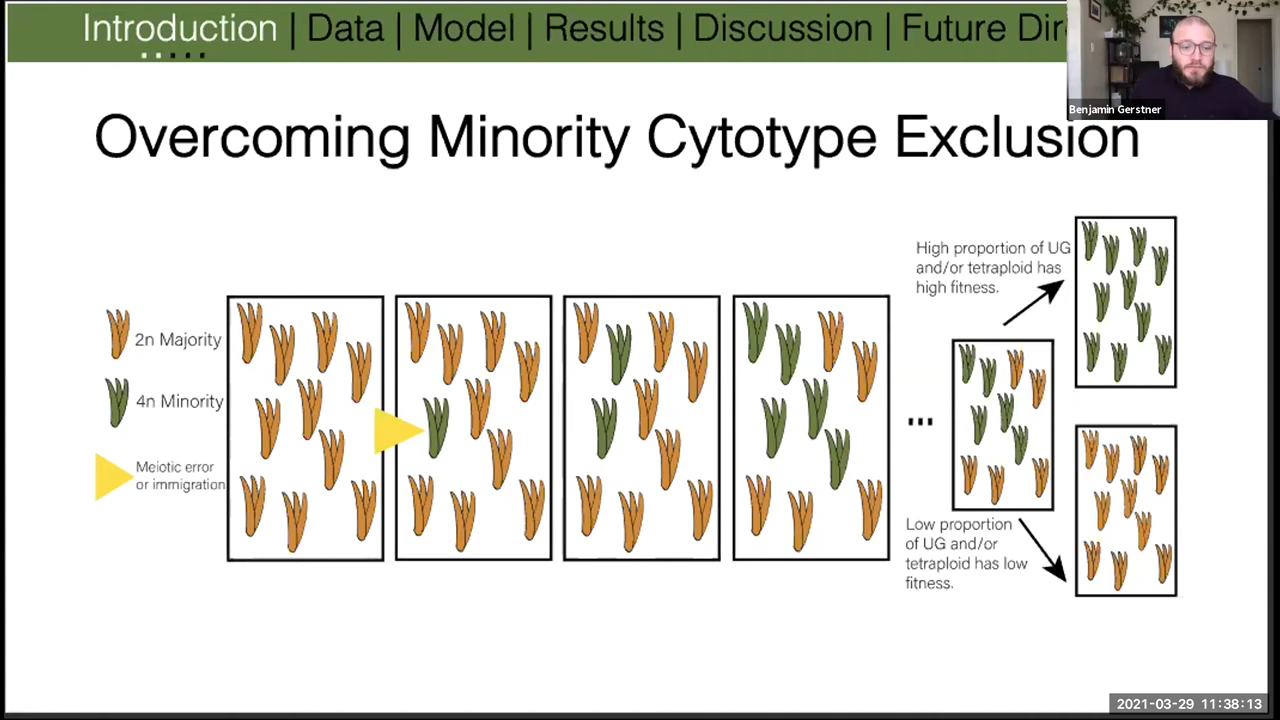 Introduction | Data | Model | Results | Discussion | Future
Benjamin Gerstner
Overcoming Minority Cytotype Exclusion
2n Majority
4n Minority
Meiotic error
or immigration
...
High proportion of UG
and/or tetraploid has
high fitness.
Low proportion
of UG and/or
tetraploid has low
fitness.
2021-03-29 11:38:13